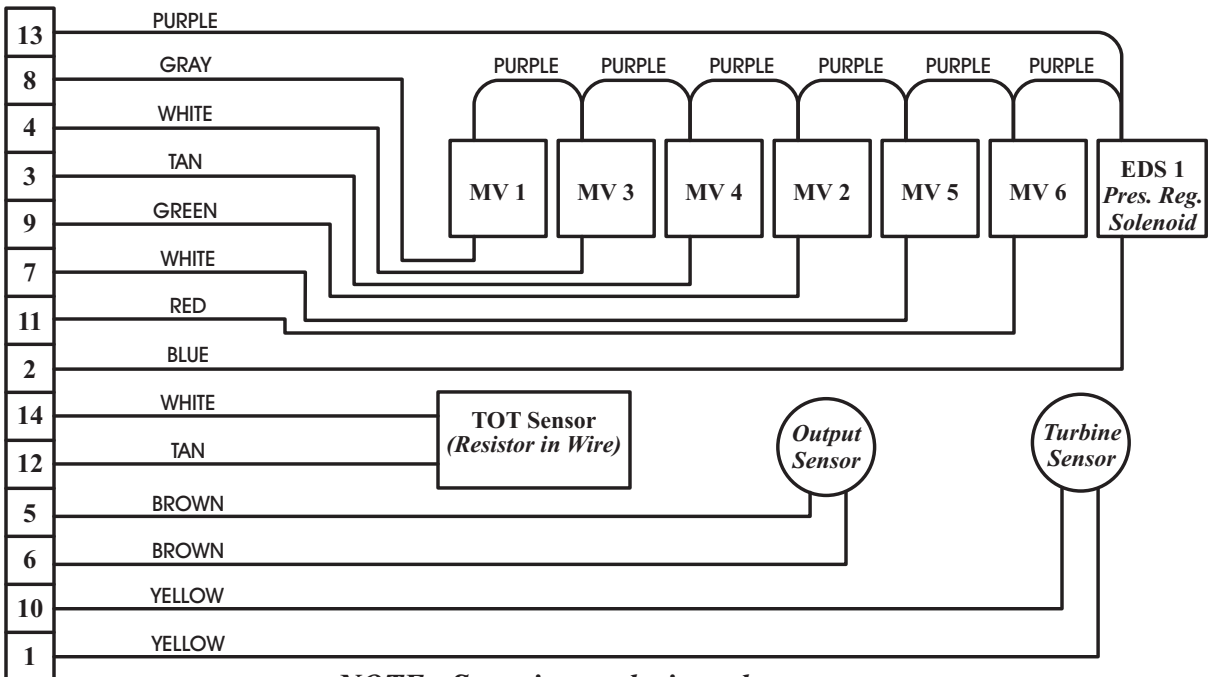 13 PURPLE
8 GRAY
PURPLE PURPLE PURPLE PURPLE PURPLE PURPLE
4 WHITE
3 TAN
MV 1 MV 3 MV 4 MV 2 MV 5 MV 6
EDS 1
Pres. Reg.
Solenoid
9 GREEN
7 WHITE
11 RED
2 BLUE
14 WHITE
TOT Sensor
(Resistor in Wire)
Output
Sensor
Turbine
Sensor
12 TAN
5 BROWN
6 BROWN
10 YELLOW
1 YELLOW